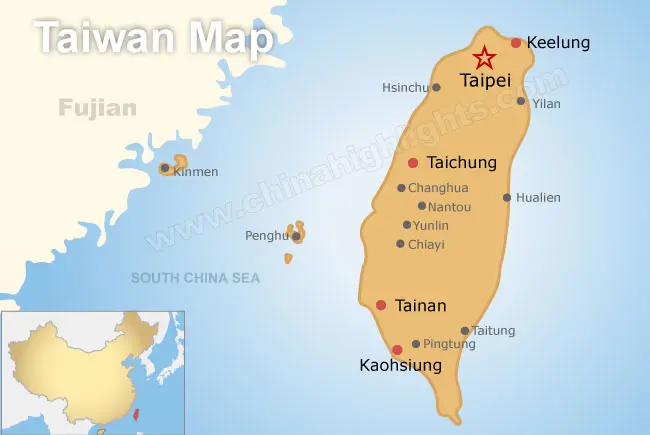 Taiwan Map
Keelung
Taipei
Fujian
Hsinchu
Yilan
Taichung
Kinmen
Changhua
Hualien
Nantou
Yunlin
Penghu
Chiayi
www.chinahighlights.com
SOUTH CHINA SEA
Tainan
Taitung
Pingtung
Kaohsiung